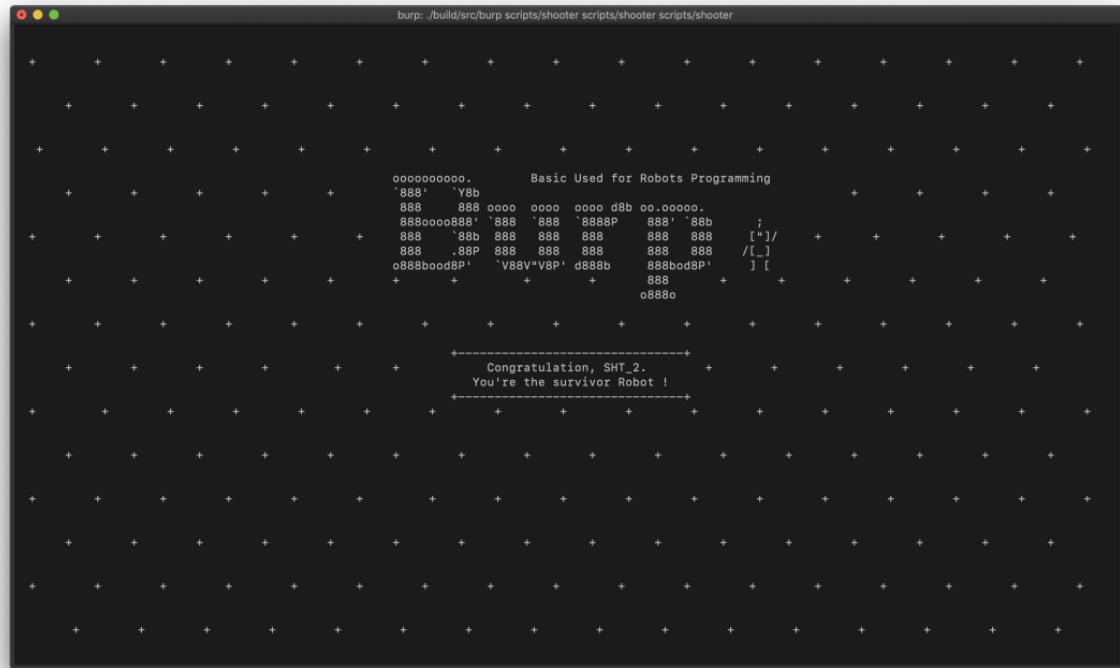 burp: ./build/src/burp scripts/shooter scripts/shooter scripts/shooter
Basic Used for Robots Programming
Burp
+-------------------------------+
Congratulation, SHT_2.
You're the survivor Robot !
+-------------------------------+